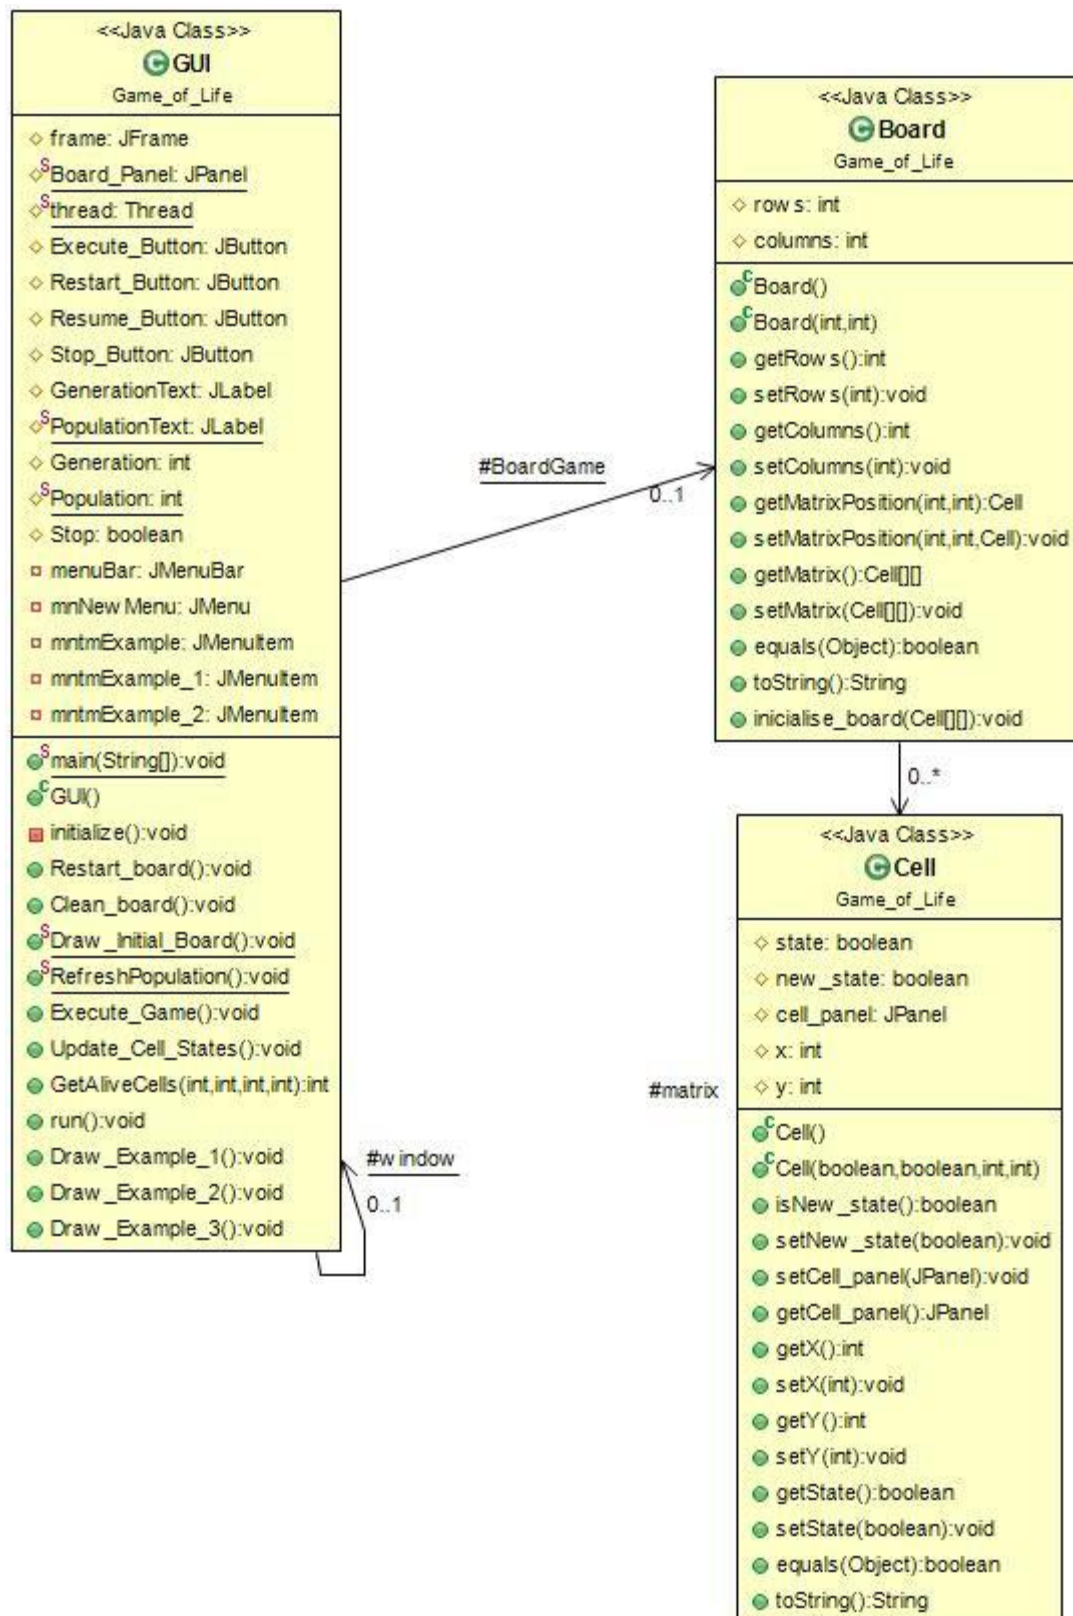 <<Java Class>>
GUI
Game_of_Life
frame: JFrame
Board_Panel: JPanel
thread: Thread
Execute_Button: JButton
Restart_Button: JButton
Resume_Button: JButton
Stop_Button: JButton
GenerationText: JLabel
PopulationText: JLabel
Generation: int
Population: int
Stop: boolean
menuBar: JMenuBar
mnNewMenu: JMenu
mntmExample: JMenuItem
mntmExample_1: JMenuItem
mntmExample_2: JMenuItem
main(String[]):void
GUI()
initialize():void
Restart_board():void
Clean_board():void
Draw_Initial_Board():void
RefreshPopulation():void
Execute_Game():void
Update_Cell_States():void
GetAliveCells(int,int,int,int):int
run():void
Draw_Example_1():void
Draw_Example_2():void
Draw_Example_3():void
#window
0..1
#BoardGame
0..1
<<Java Class>>
Board
Game_of_Life
rows: int
columns: int
Board()
Board(int,int)
getRows():int
setRows(int):void
getColumns():int
setColumns(int):void
getMatrixPosition(int,int):Cell
setMatrixPosition(int,int,Cell):void
getMatrix():Cell[][]
setMatrix(Cell[][]):void
equals(Object):boolean
toString():String
inicialise_board(Cell[][]):void
0..*
#matrix
<<Java Class>>
Cell
Game_of_Life
state: boolean
new_state: boolean
cell_panel: JPanel
x: int
y: int
Cell()
Cell(boolean,boolean,int,int)
isNew_state():boolean
setNew_state(boolean):void
setCell_panel(JPanel):void
getCell_panel():JPanel
getX():int
setX(int):void
getY():int
setY(int):void
getState():boolean
setState(boolean):void
equals(Object):boolean
toString():String